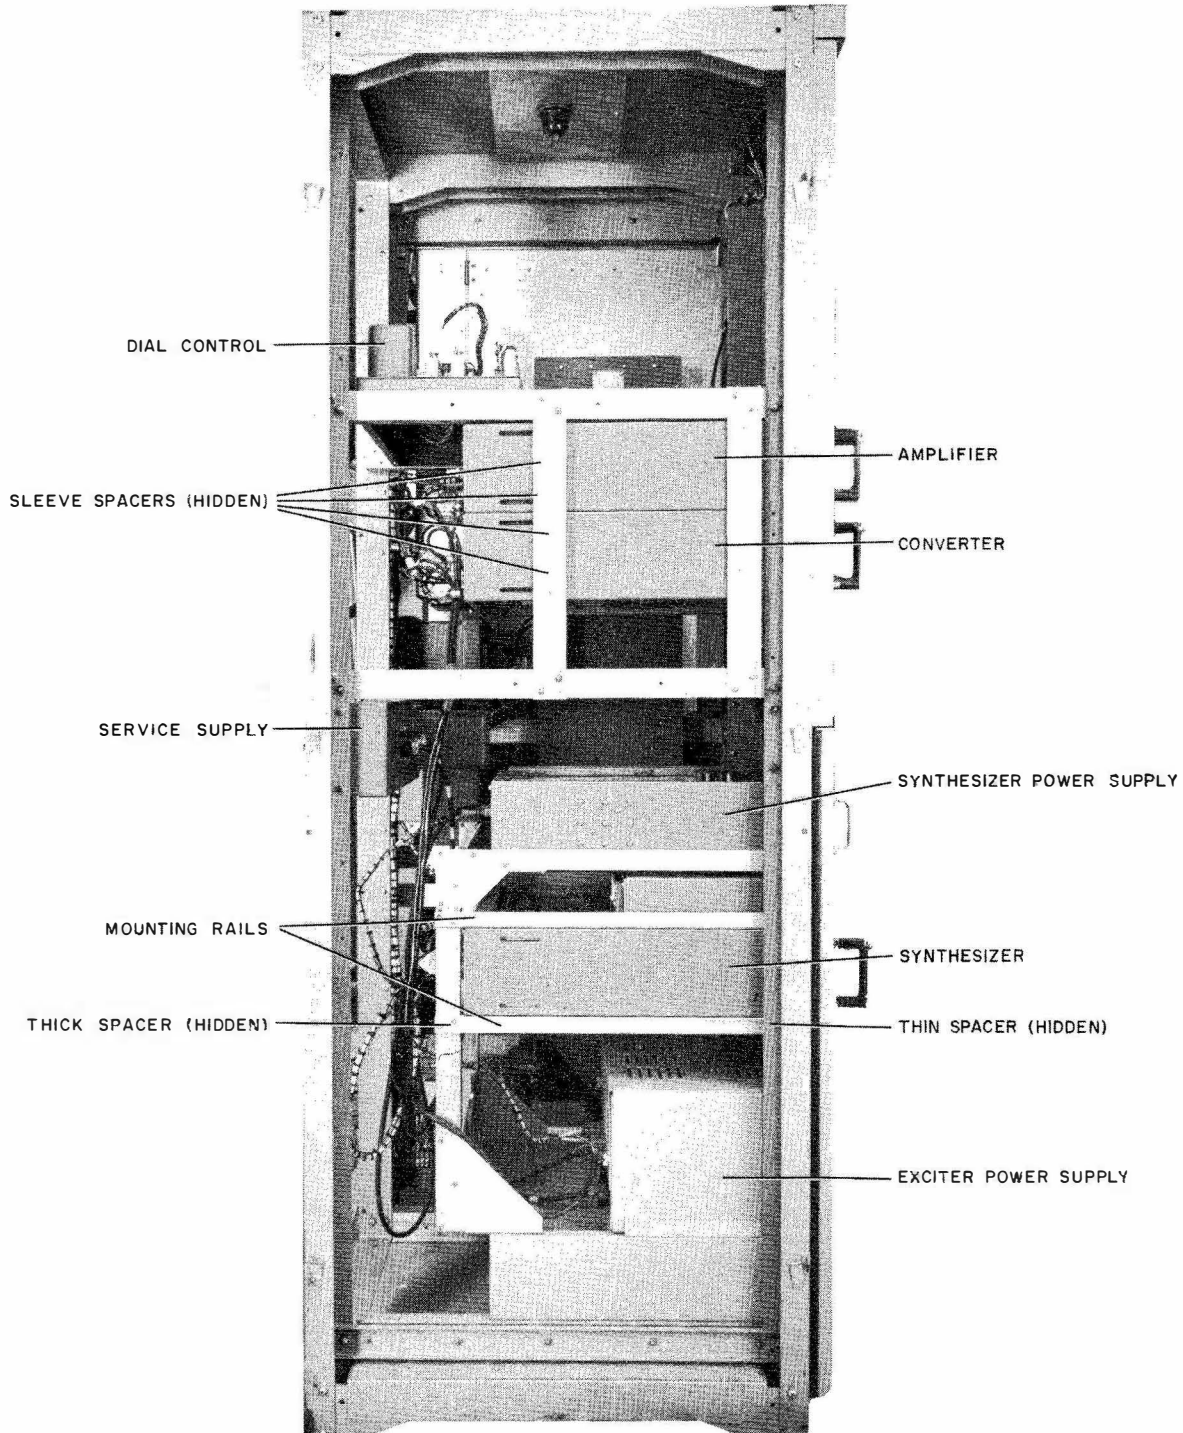 DIAL CONTROL
AMPLIFIER
SLEEVE SPACERS (HIDDEN)
CONVERTER
SERVICE SUPPLY
SYNTHESIZER POWER SUPPLY
MOUNTING RAILS
SYNTHESIZER
THICK SPACER (HIDDEN)
THIN SPACER (HIDDEN)
EXCITER POWER SUPPLY